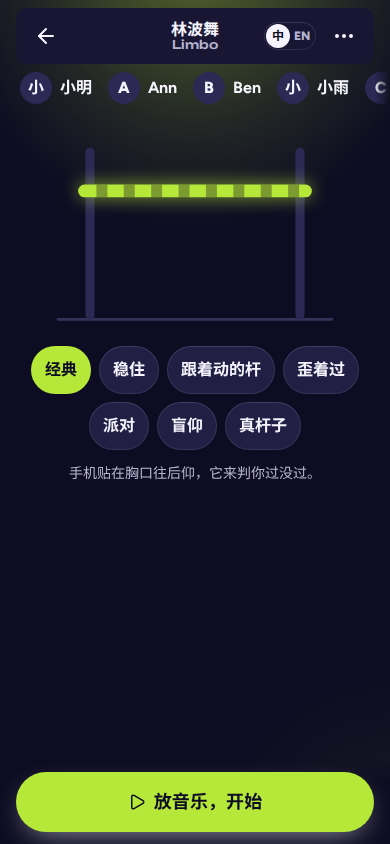 林波舞
Limbo
中 EN
小 小明 A Ann B Ben 小 小雨 C
经典 稳住 跟着动的杆 歪着过
派对 盲仰 真杆子
手机贴在胸口往后仰，它来判你过没过。
放音乐，开始